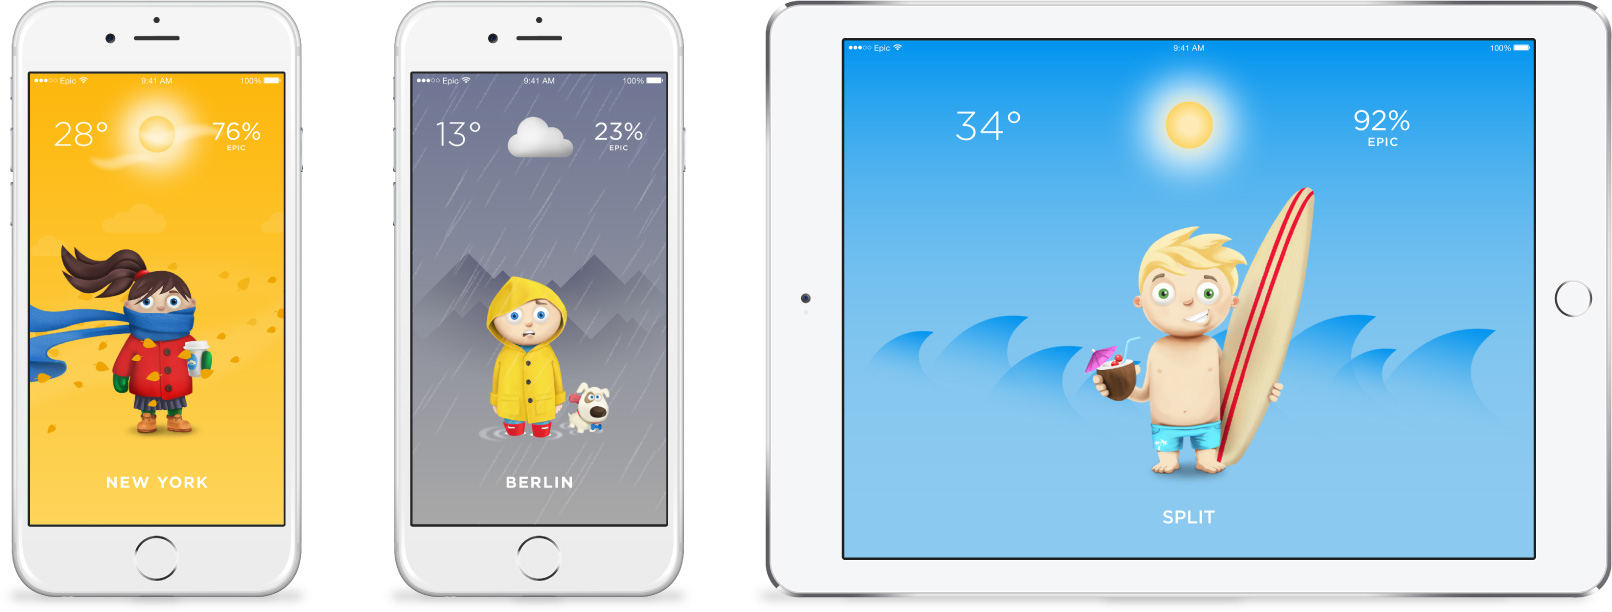 Epic 9:41 AM 100%
28° 76%
EPIC
NEW YORK
Epic 9:41 AM 100%
13° 23%
EPIC
BERLIN
Epic 9:41 AM 100%
34° 92%
EPIC
SPLIT